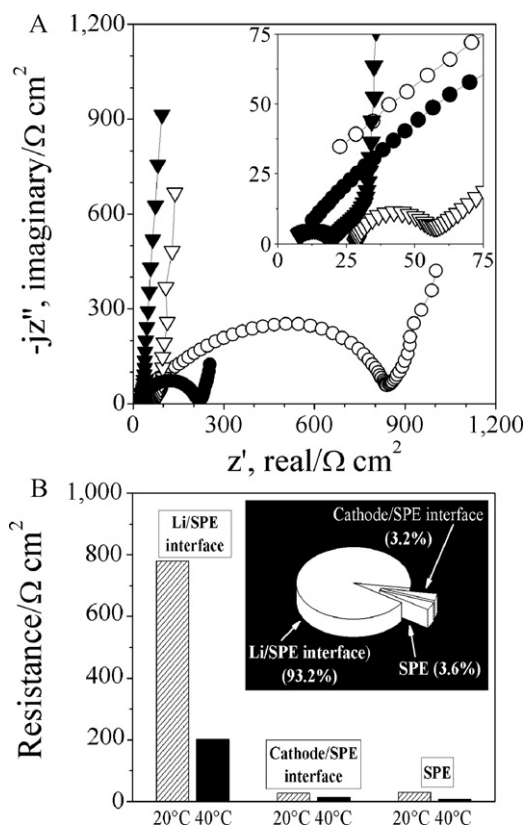 A
1,200
900
600
300
0
-jz", imaginary/Ω cm²
75
50
25
0
0 25 50 75
0 300 600 900 1,200
z', real/Ω cm²
B
1,000
800
600
400
200
0
Resistance/Ω cm²
Li/SPE
interface
Cathode/SPE interface
(3.2%)
Li/SPE interface)
(93.2%)
SPE (3.6%)
Cathode/SPE
interface
SPE
20°C 40°C 20°C 40°C 20°C 40°C